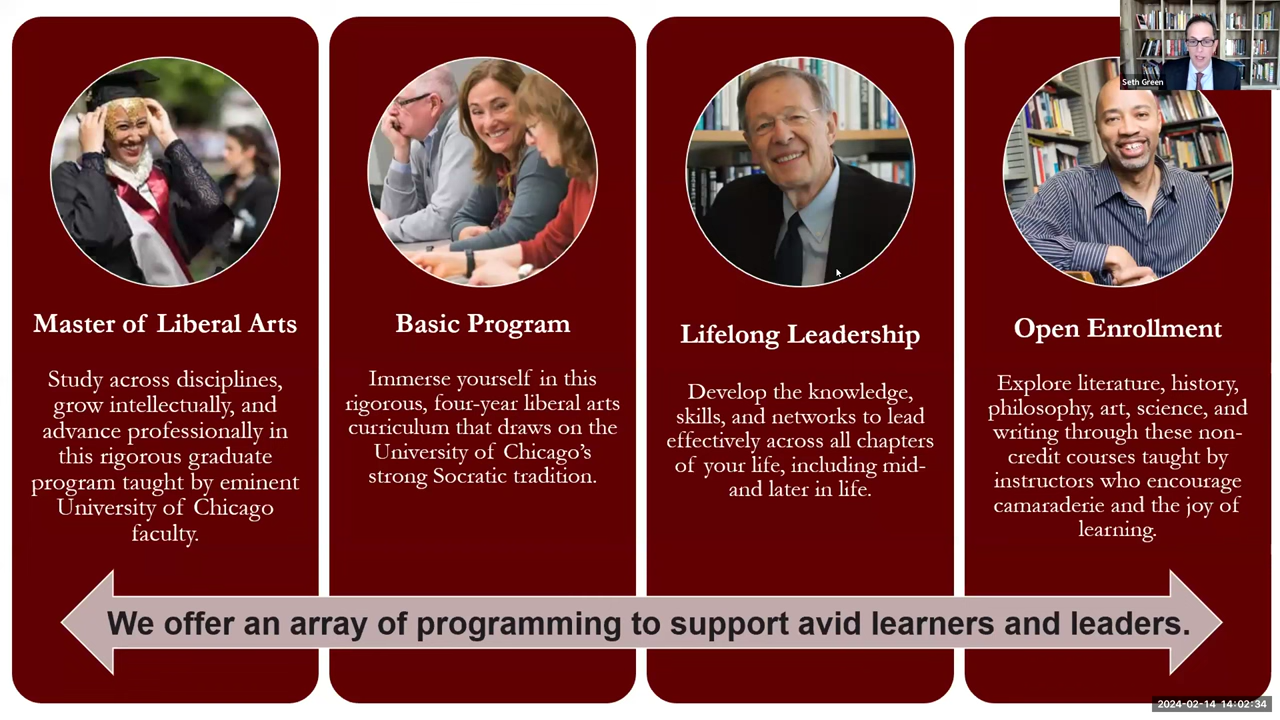 Seth Green
Master of Liberal Arts
Study across disciplines,
grow intellectually, and
advance professionally in
this rigorous graduate
program taught by eminent
University of Chicago
faculty.
Basic Program
Immerse yourself in this
rigorous, four-year liberal arts
curriculum that draws on the
University of Chicago’s
strong Socratic tradition.
Lifelong Leadership
Develop the knowledge,
skills, and networks to lead
effectively across all chapters
of your life, including mid-
and later in life.
Open Enrollment
Explore literature, history,
philosophy, art, science, and
writing through these non-
credit courses taught by
instructors who encourage
camaraderie and the joy of
learning.
We offer an array of programming to support avid learners and leaders.
2024-02-14 14:02:34